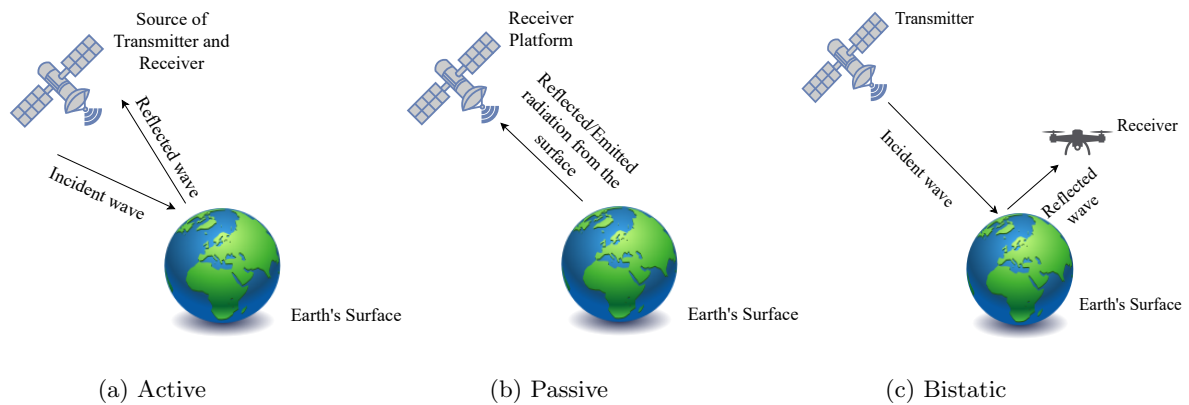 Source of
Transmitter and
Receiver
Reflected wave
Incident wave
Earth's Surface
(a) Active
Receiver
Platform
Reflected/Emitted
radiation from the
surface
Earth's Surface
(b) Passive
Transmitter
Receiver
Incident wave
Reflected
wave
Earth's Surface
(c) Bistatic